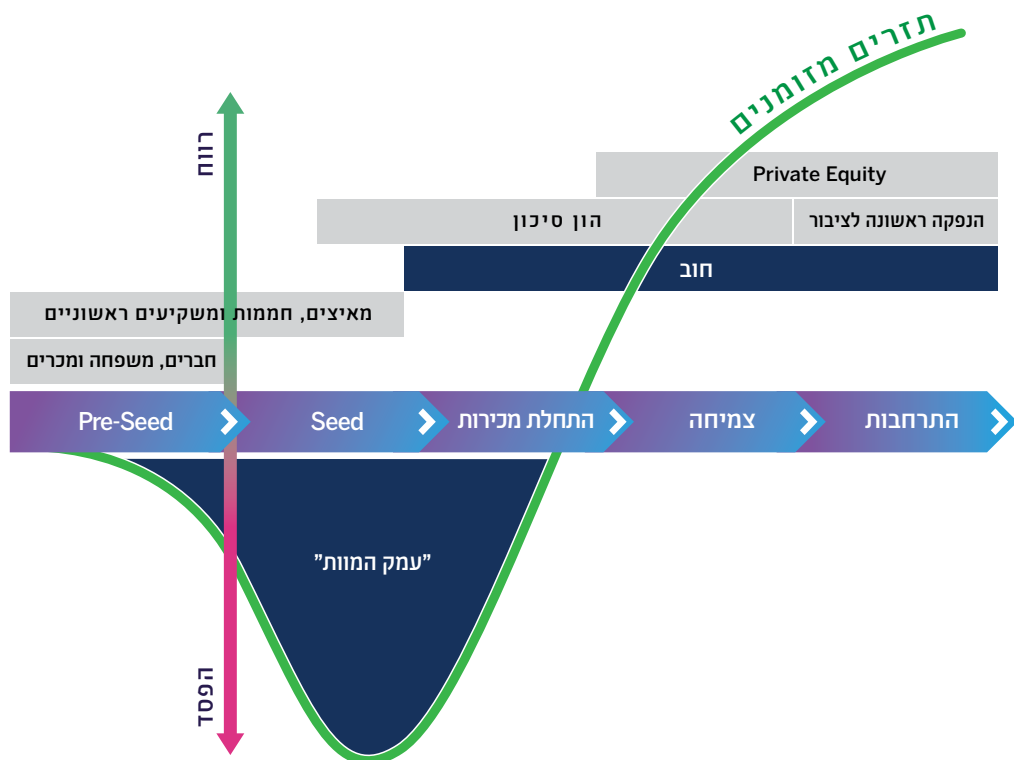 תזרים מזומנים
רווח
Private Equity
הון סיכון
הנפקה ראשונה לציבור
חוב
מאיצים, חממות ומשקיעים ראשוניים
חברים, משפחה ומכרים
Pre-Seed
Seed
התחלת מכירות
צמיחה
התרחבות
"עמק המוות"
הפסד